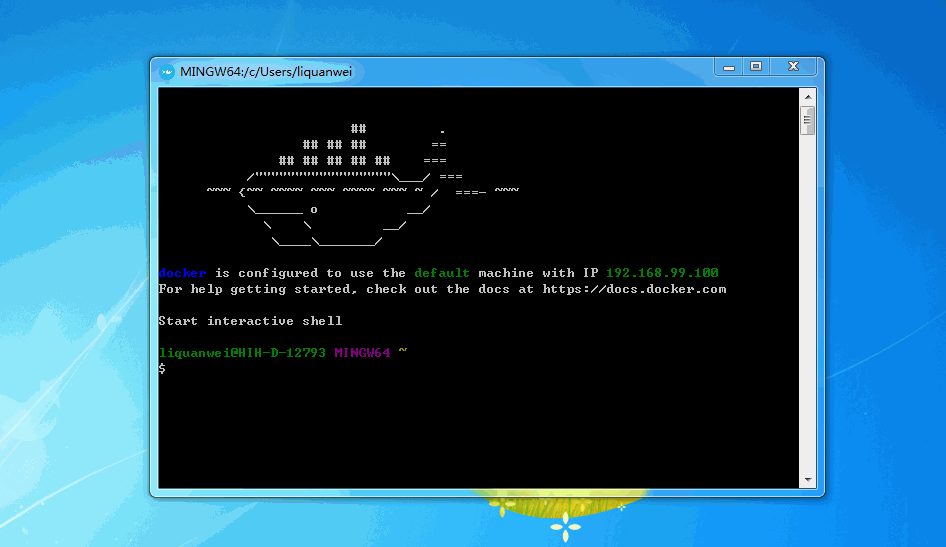 MINGW64:/c/Users/liquanwei
                        ##         .
                  ## ## ##        ==
               ## ## ## ## ##    ===
           /"""""""""""""""""\___/ ===
      ~~~ {~~ ~~~~ ~~~ ~~~~ ~~~ ~ /  ===- ~~~
           \______ o           __/
             \    \         __/
              \____\_______/
docker is configured to use the default machine with IP 192.168.99.100
For help getting started, check out the docs at https://docs.docker.com
Start interactive shell
liquanwei@HIH-D-12793 MINGW64 ~
$